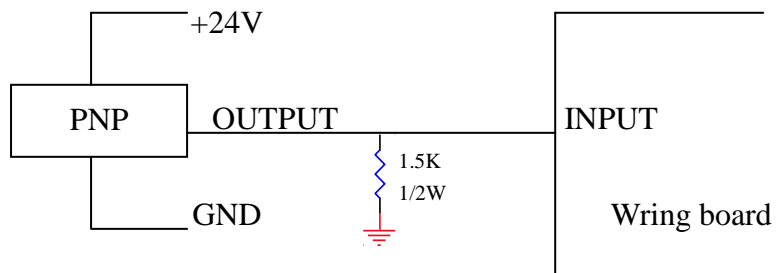 +24V
PNP
OUTPUT
INPUT
1.5K
1/2W
GND
Wring board